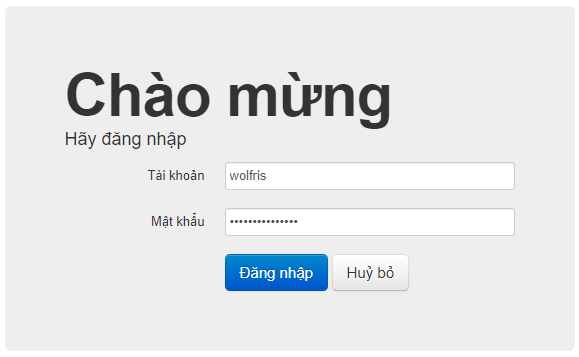 Chào mừng
Hãy đăng nhập
Tài khoản wolfris
Mật khẩu •••••••••••••••
Đăng nhập Huỷ bỏ